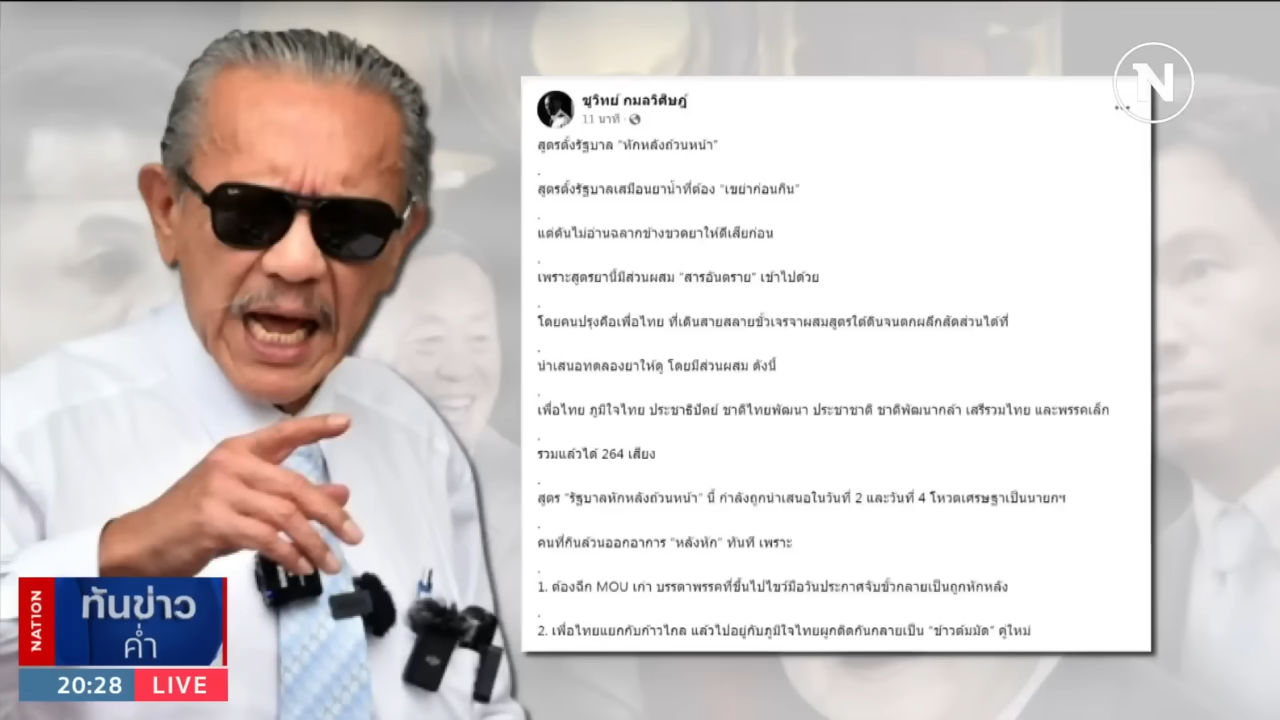 N
ชูวิทย์ กมลวิศิษฎ์
11 นาที ·
สูตรตั้งรัฐบาล "หักหลังถ้วนหน้า"
.
สูตรตั้งรัฐบาลเสมือนยาน้ำที่ต้อง "เขย่าก่อนกิน"
.
แต่ดันไม่อ่านฉลากข้างขวดยาให้ดีเสียก่อน
.
เพราะสูตรยานี้มีส่วนผสม "สารอันตราย" เข้าไปด้วย
.
โดยคนปรุงคือเพื่อไทย ที่เดินสายสลายขั้วเจรจาผสมสูตรใต้ดินจนตกผลึกสัดส่วนได้ที่
.
นำเสนอทดลองยาให้ดู โดยมีส่วนผสม ดังนี้
.
เพื่อไทย ภูมิใจไทย ประชาธิปัตย์ ชาติไทยพัฒนา ประชาชาติ ชาติพัฒนากล้า เสรีรวมไทย และพรรคเล็ก
.
รวมแล้วได้ 264 เสียง
.
สูตร "รัฐบาลหักหลังถ้วนหน้า" นี้ กำลังถูกนำเสนอในวันที่ 2 และวันที่ 4 โหวตเศรษฐาเป็นนายกฯ
.
คนที่กินล้วนออกอาการ "หลังหัก" ทันที เพราะ
.
1. ต้องฉีก MOU เก่า บรรดาพรรคที่ขึ้นไปไขว้มือวันประกาศจับขั้วกลายเป็นถูกหักหลัง
.
2. เพื่อไทยแยกกับก้าวไกล แล้วไปอยู่กับภูมิใจไทยผูกติดกันกลายเป็น "ข้าวต้มมัด" คู่ใหม่
NATION
ทันข่าว
ค่ำ
20:28 LIVE